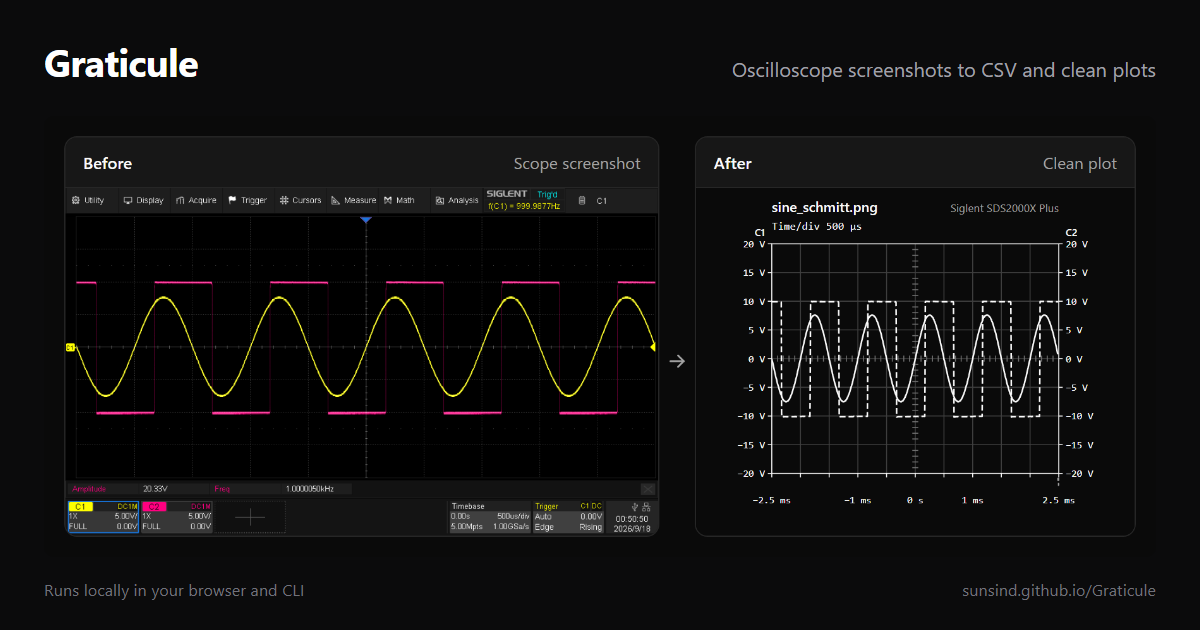 Graticule
Oscilloscope screenshots to CSV and clean plots
Before
Scope screenshot
Utility Display Acquire Trigger Cursors Measure Math Analysis
SIGLENT Trig'd
f(C1) = 999.9877Hz
C1
C1
Amplitude 20.33V Freq 1.0000050kHz
C1 DC1M
1X 5.00V/
FULL 0.00V
C2 DC1M
1X 5.00V/
FULL 0.00V
Timebase
0.00s 500us/div
5.00Mpts 1.00GSa/s
Trigger C1 DC
Auto 0.00V
Edge Rising
00:50:50
2026/9/18
After
Clean plot
sine_schmitt.png
Siglent SDS2000X Plus
Time/div 500 µs
C1
C2
20 V 20 V
15 V 15 V
10 V 10 V
5 V 5 V
0 V 0 V
-5 V -5 V
-10 V -10 V
-15 V -15 V
-20 V -20 V
-2.5 ms -1 ms 0 s 1 ms 2.5 ms
Runs locally in your browser and CLI
sunsind.github.io/Graticule